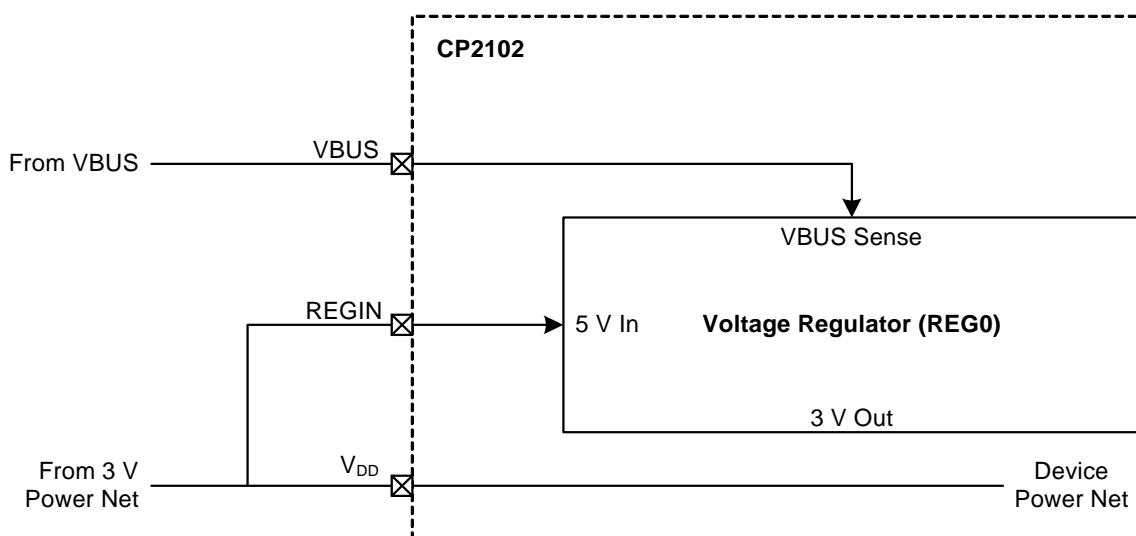 CP2102
VBUS
From VBUS
VBUS Sense
REGIN
5 V In
Voltage Regulator (REG0)
3 V Out
From 3 V
Power Net
VDD
Device
Power Net